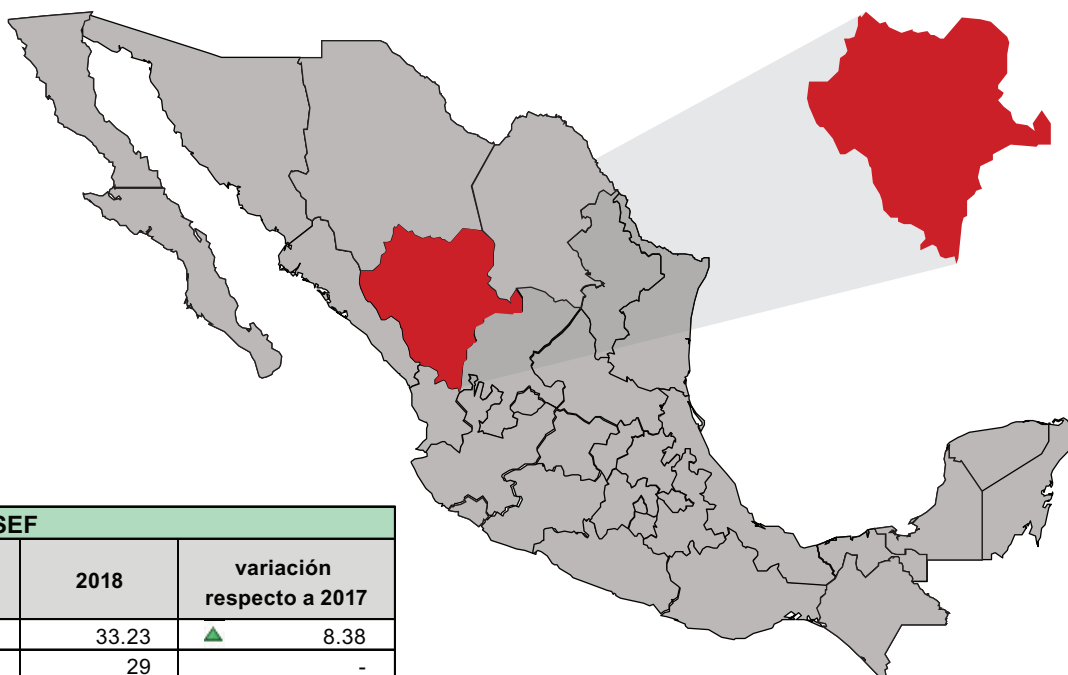 SEF
2018
variación
respecto a 2017
33.23 8.38
29 -